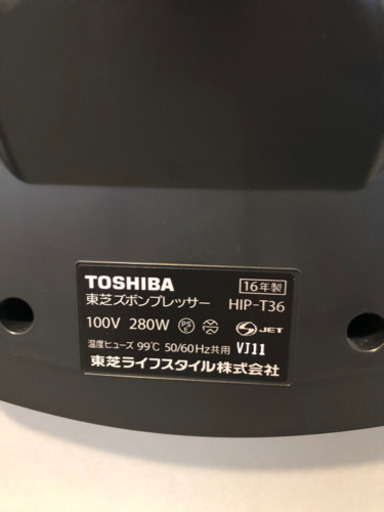 TOSHIBA 16年製
東芝ズボンプレッサー HIP-T36
100V 280W PS E S JET
温度ヒューズ 99℃ 50/60Hz共用 VJ11
東芝ライフスタイル株式会社